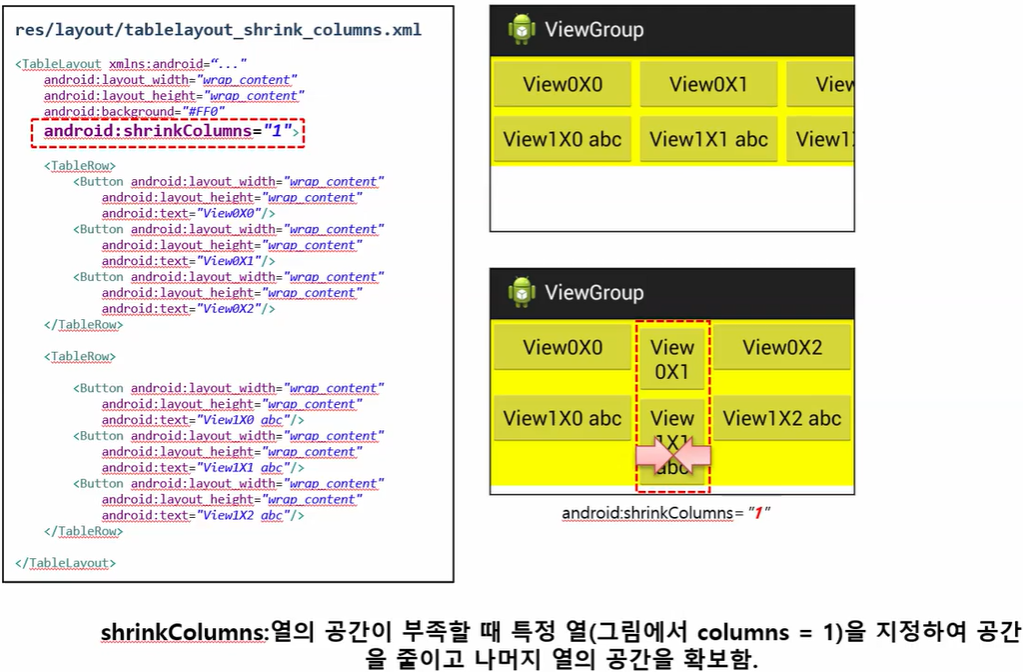 res/layout/tablelayout_shrink_columns.xml
<TableLayout xmlns:android="..."
android:layout_width="wrap_content"
android:layout_height="wrap_content"
android:background="#FF0"
android:shrinkColumns="1">
<TableRow>
<Button android:layout_width="wrap_content"
android:layout_height="wrap_content"
android:text="View0X0"/>
<Button android:layout_width="wrap_content"
android:layout_height="wrap_content"
android:text="View0X1"/>
<Button android:layout_width="wrap_content"
android:layout_height="wrap_content"
android:text="View0X2"/>
</TableRow>
<TableRow>
<Button android:layout_width="wrap_content"
android:layout_height="wrap_content"
android:text="View1X0 abc"/>
<Button android:layout_width="wrap_content"
android:layout_height="wrap_content"
android:text="View1X1 abc"/>
<Button android:layout_width="wrap_content"
android:layout_height="wrap_content"
android:text="View1X2 abc"/>
</TableRow>
</TableLayout>
ViewGroup
View0X0 View0X1 View
View1X0 abc View1X1 abc View1
ViewGroup
View0X0 View View0X2
0X1
View1X0 abc View View1X2 abc
1X1
abc
android:shrinkColumns= "1"
shrinkColumns:열의 공간이 부족할 때 특정 열(그림에서 columns = 1)을 지정하여 공간
을 줄이고 나머지 열의 공간을 확보함.